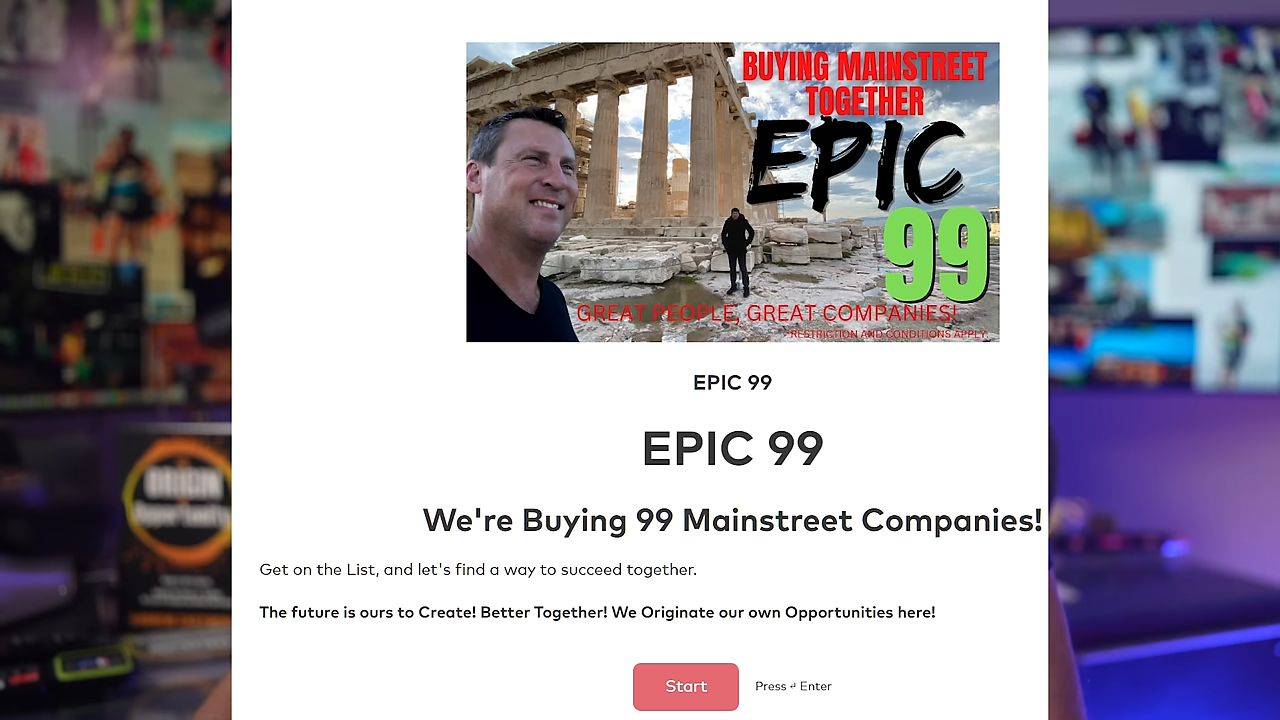 BUYING MAINSTREET
TOGETHER
EPIC
99
GREAT PEOPLE, GREAT COMPANIES!
*RESTRICTION AND CONDITIONS APPLY.
EPIC 99
EPIC 99
We're Buying 99 Mainstreet Companies!
Get on the List, and let's find a way to succeed together.
The future is ours to Create! Better Together! We Originate our own Opportunities here!
Start
Press ↵ Enter
ORIGIN
Opportunity